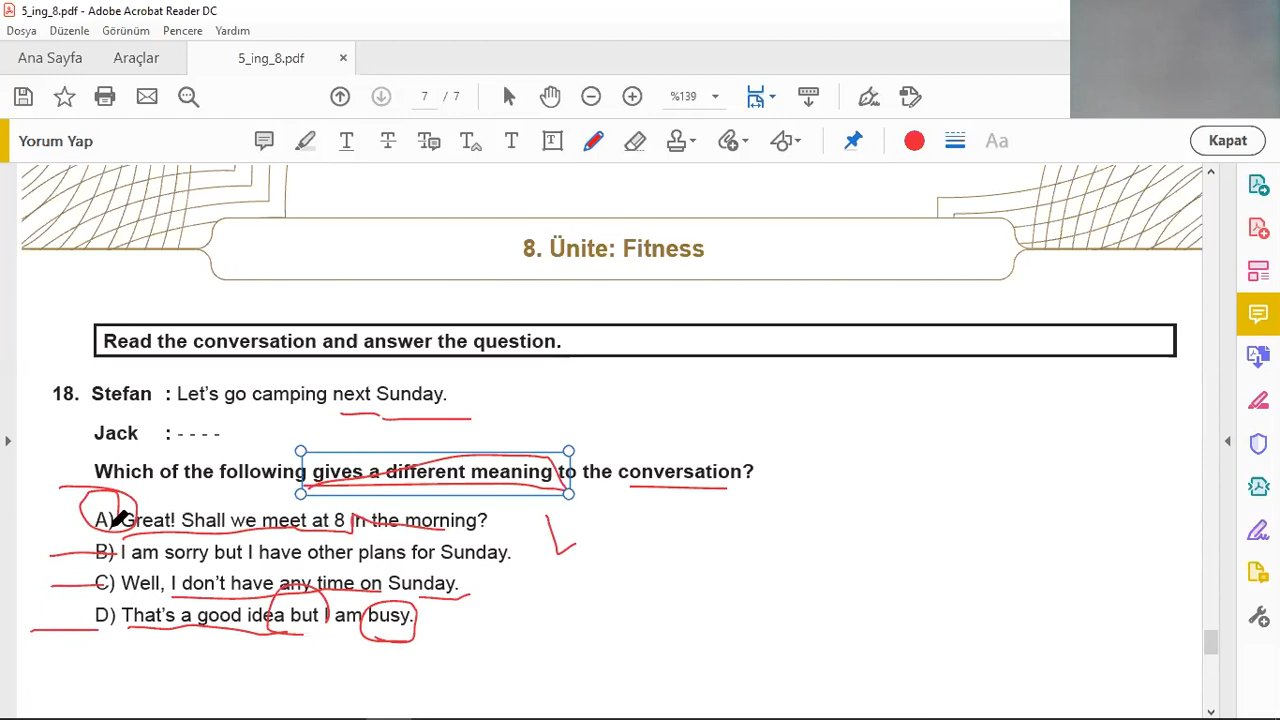 5_ing_8.pdf - Adobe Acrobat Reader DC
Dosya Düzenle Görünüm Pencere Yardım
Ana Sayfa Araçlar 5_ing_8.pdf ×
7 / 7 %139
Yorum Yap Aa Kapat
8. Ünite: Fitness
Read the conversation and answer the question.
18. Stefan : Let's go camping next Sunday.
Jack : - - - -
Which of the following gives a different meaning to the conversation?
A) Great! Shall we meet at 8 in the morning?
B) I am sorry but I have other plans for Sunday.
C) Well, I don't have any time on Sunday.
D) That's a good idea but I am busy.